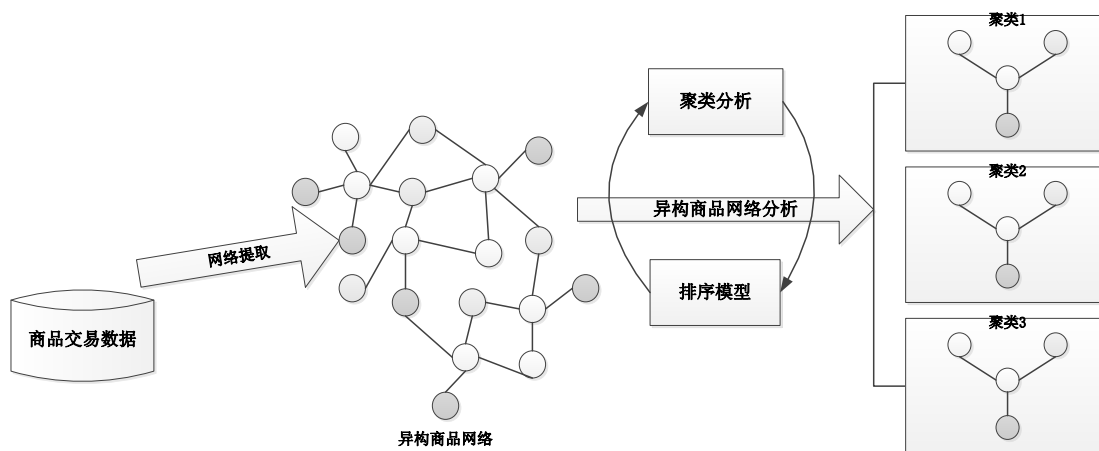 商品交易数据
网络提取
异构商品网络
聚类分析
异构商品网络分析
排序模型
聚类1
聚类2
聚类3